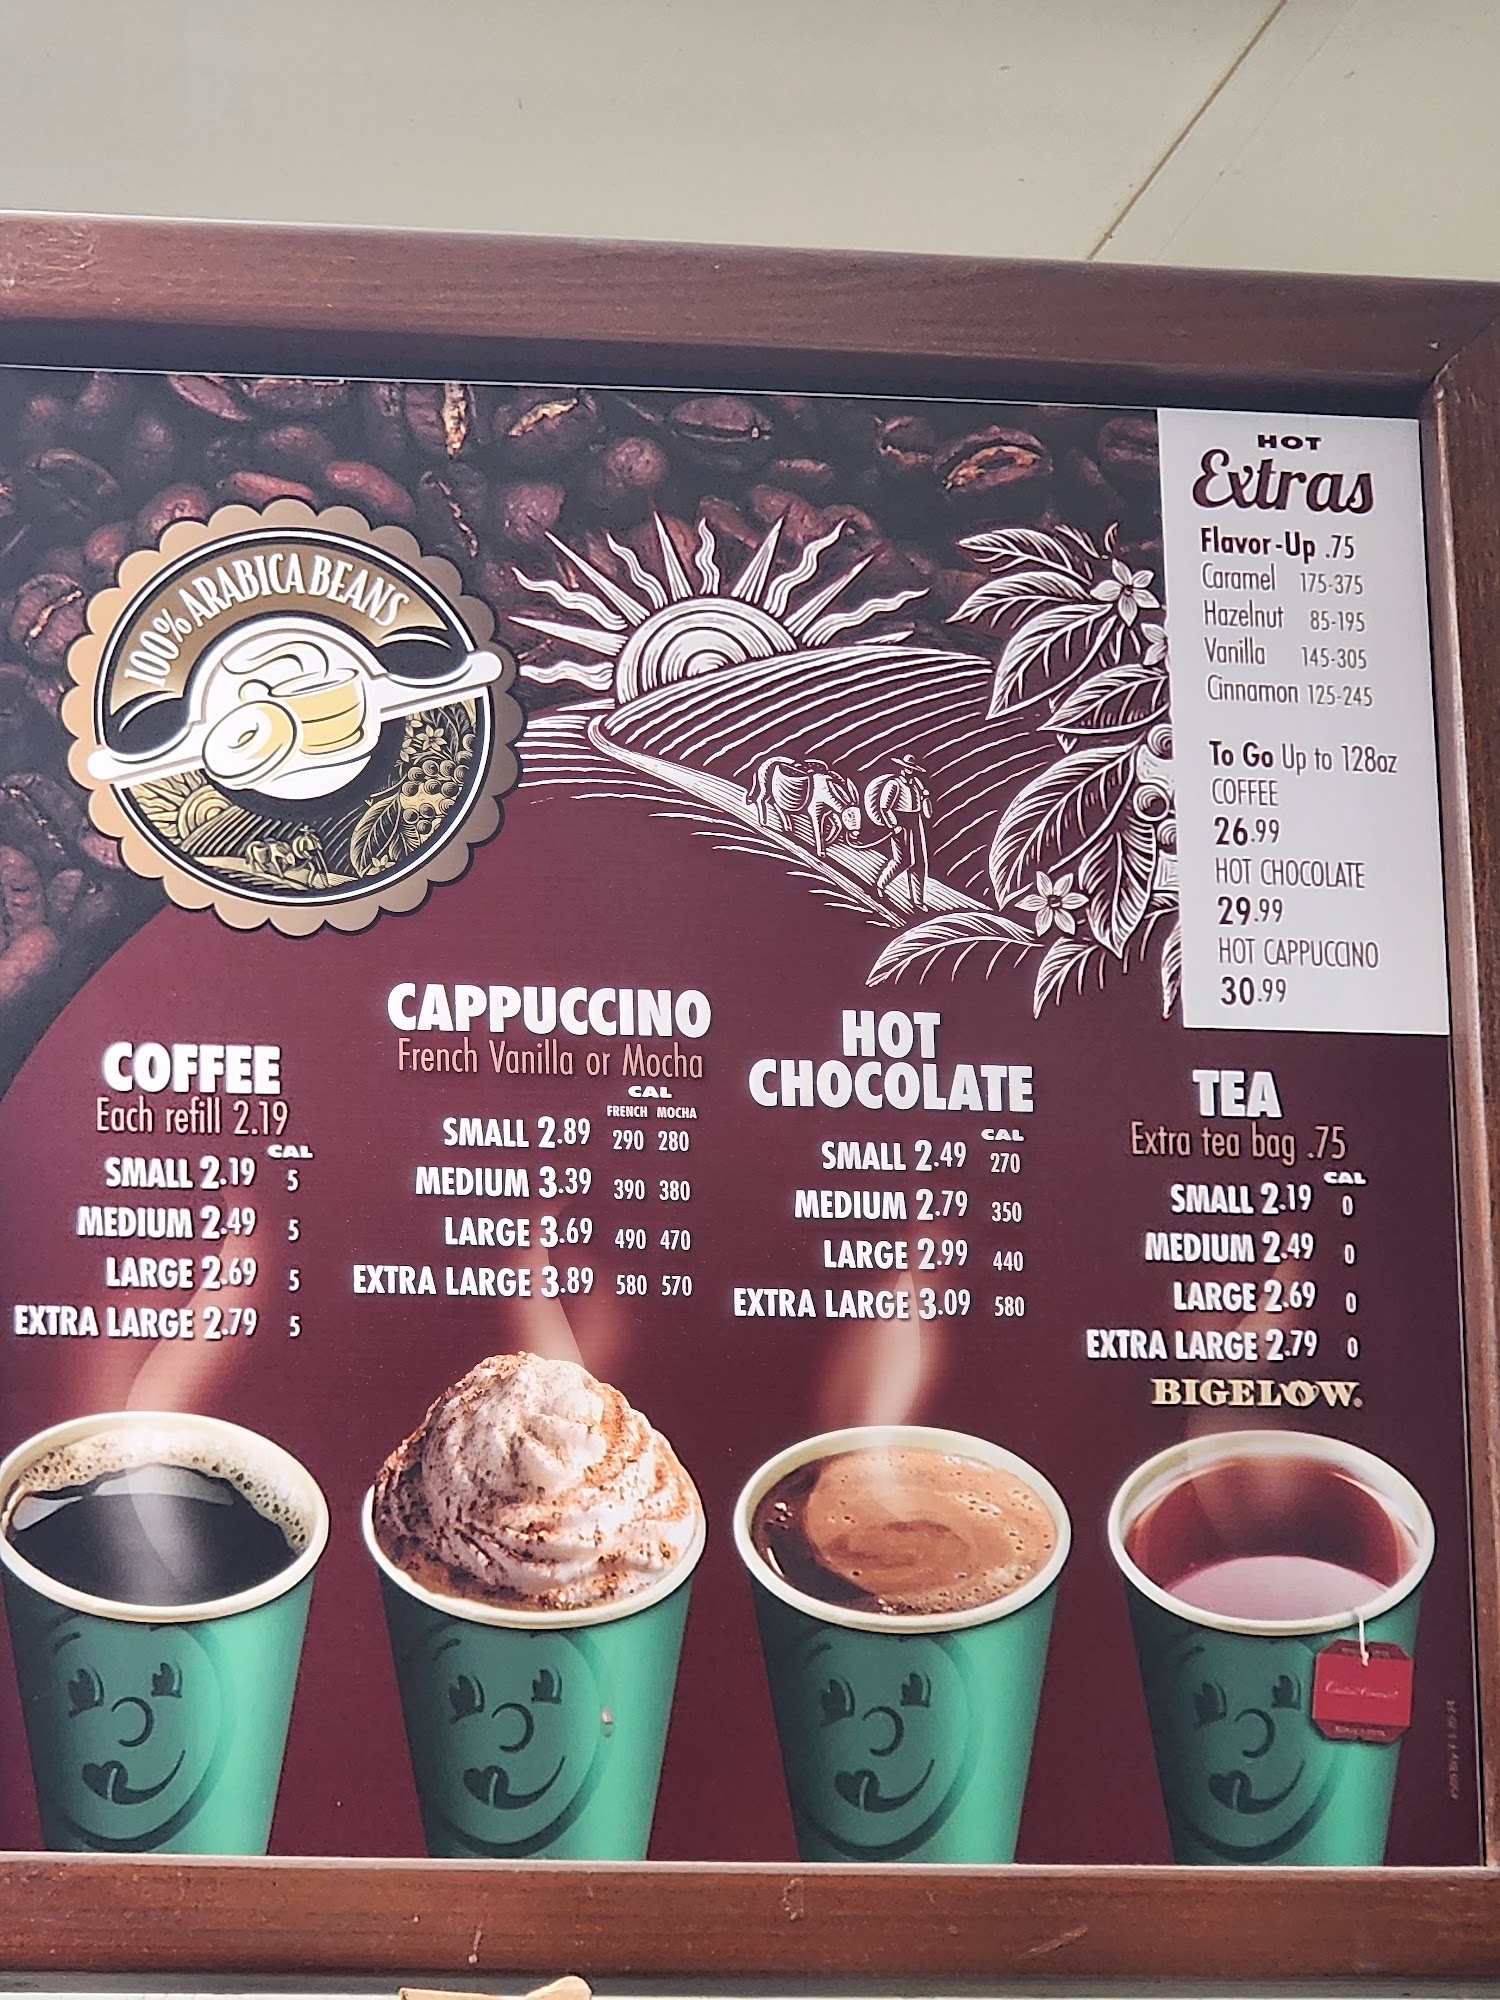 100% ARABICA BEANS
HOT
Extras
Flavor-Up .75
Caramel 175-375
Hazelnut 85-195
Vanilla 145-305
Cinnamon 125-245
To Go Up to 128oz
COFFEE
26.99
HOT CHOCOLATE
29.99
HOT CAPPUCCINO
30.99
COFFEE
Each refill 2.19
CAL
SMALL 2.19 5
MEDIUM 2.49 5
LARGE 2.69 5
EXTRA LARGE 2.79 5
CAPPUCCINO
French Vanilla or Mocha
CAL
FRENCH MOCHA
SMALL 2.89 290 280
MEDIUM 3.39 390 380
LARGE 3.69 490 470
EXTRA LARGE 3.89 580 570
HOT
CHOCOLATE
CAL
SMALL 2.49 270
MEDIUM 2.79 350
LARGE 2.99 440
EXTRA LARGE 3.09 580
TEA
Extra tea bag .75
CAL
SMALL 2.19 0
MEDIUM 2.49 0
LARGE 2.69 0
EXTRA LARGE 2.79 0
BIGELOW®